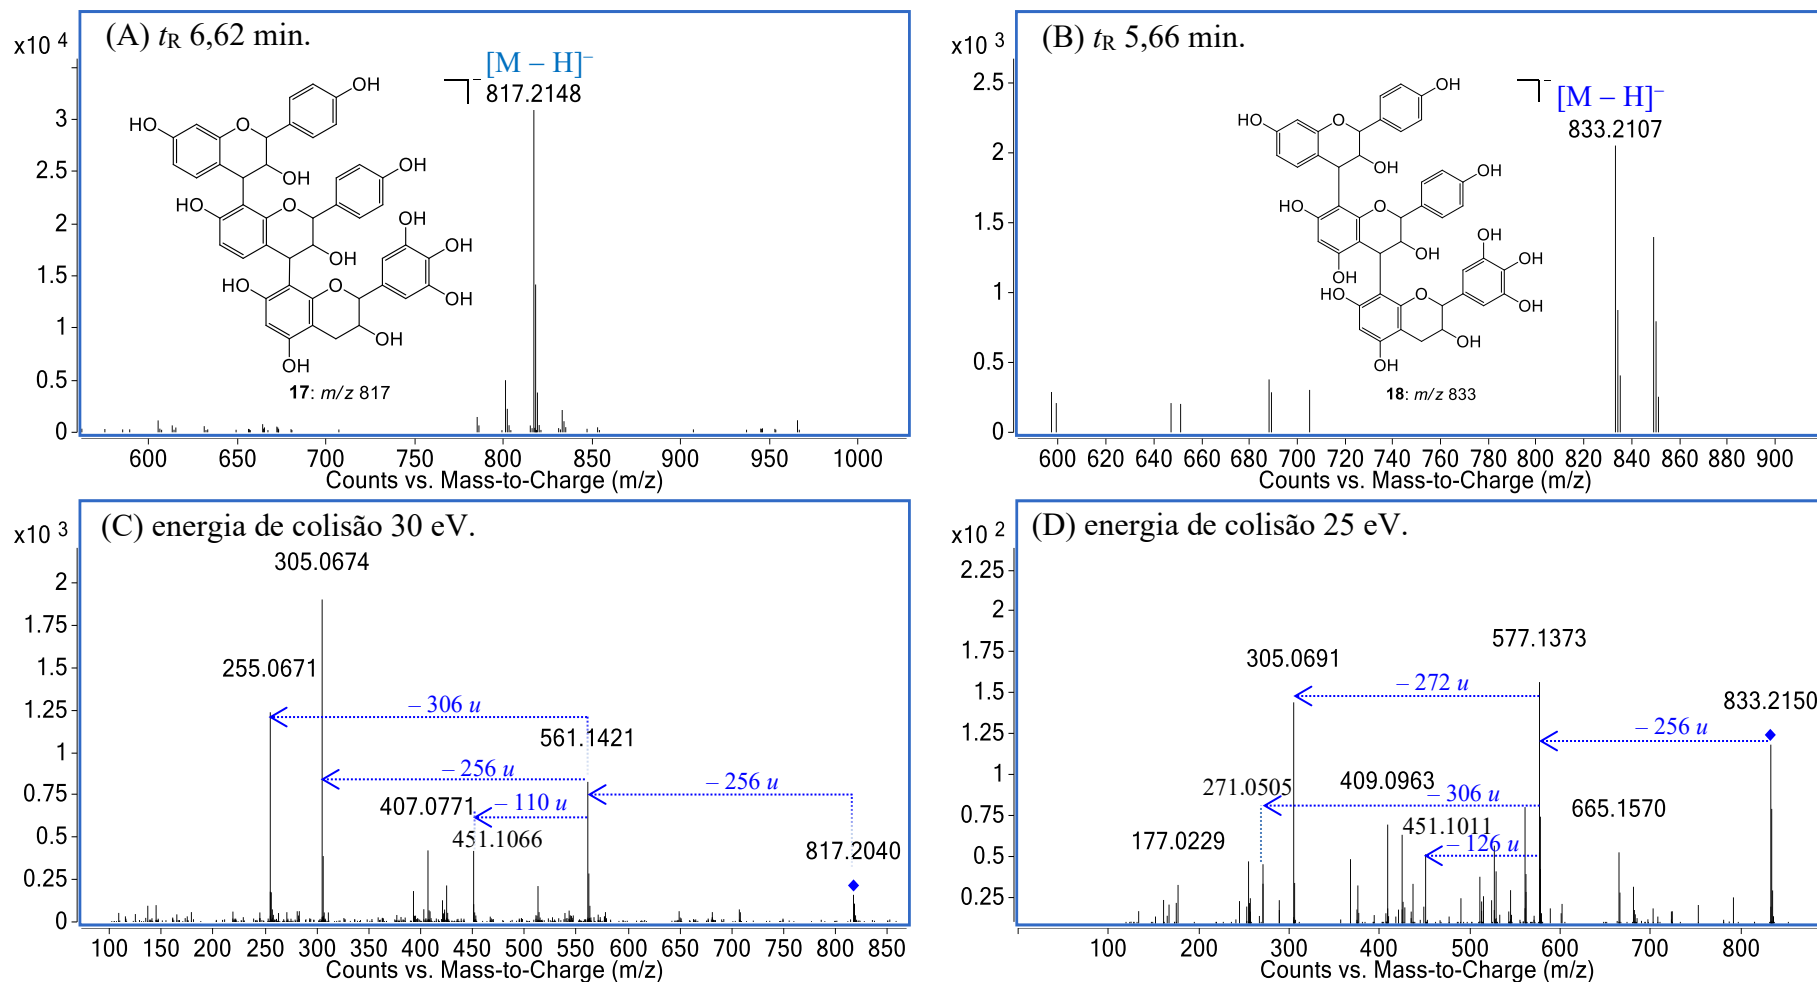 (A) tR 6,62 min.
x10 4
[M – H]–
817.2148
3
2.5
2
1.5
1
0.5
0
HO
O
OH
OH
OH
HO
O
OH
OH
OH
HO
O
OH
OH
OH
17: m/z 817
600 650 700 750 800 850 900 950 1000
Counts vs. Mass-to-Charge (m/z)
(B) tR 5,66 min.
x10 3
[M – H]–
833.2107
2.5
2
1.5
1
0.5
0
HO
O
OH
OH
OH
HO
O
OH
OH
OH
OH
HO
O
OH
OH
OH
OH
18: m/z 833
600 620 640 660 680 700 720 740 760 780 800 820 840 860 880 900
Counts vs. Mass-to-Charge (m/z)
(C) energia de colisão 30 eV.
x10 3
305.0674
2
1.75
1.5
1.25
1
0.75
0.5
0.25
0
255.0671
– 306 u
561.1421
– 256 u
– 256 u
407.0771
– 110 u
451.1066
817.2040
100 150 200 250 300 350 400 450 500 550 600 650 700 750 800 850
Counts vs. Mass-to-Charge (m/z)
(D) energia de colisão 25 eV.
x10 2
2.25
2
1.75
1.5
1.25
1
0.75
0.5
0.25
577.1373
305.0691
– 272 u
833.2150
– 256 u
271.0505
409.0963
– 306 u
665.1570
451.1011
177.0229
– 126 u
100 200 300 400 500 600 700 800
Counts vs. Mass-to-Charge (m/z)